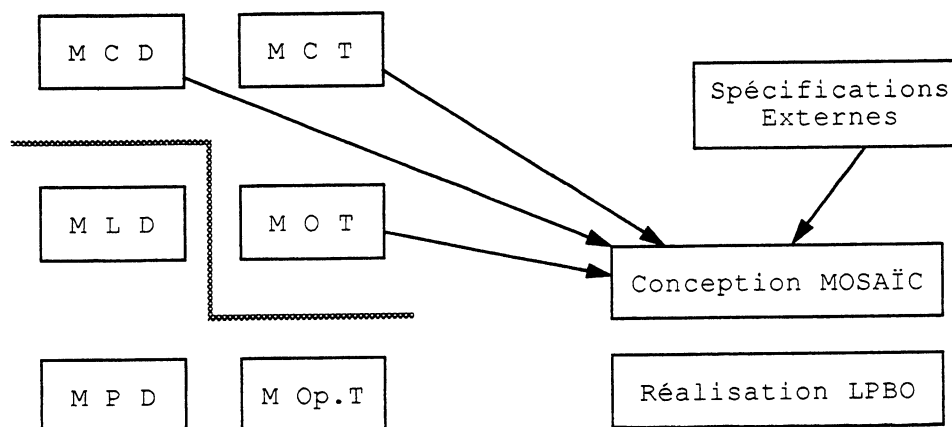 M C D
M C T
Spécifications
Externes
M L D
M O T
Conception MOSAÏC
M P D
M Op.T
Réalisation LPBO